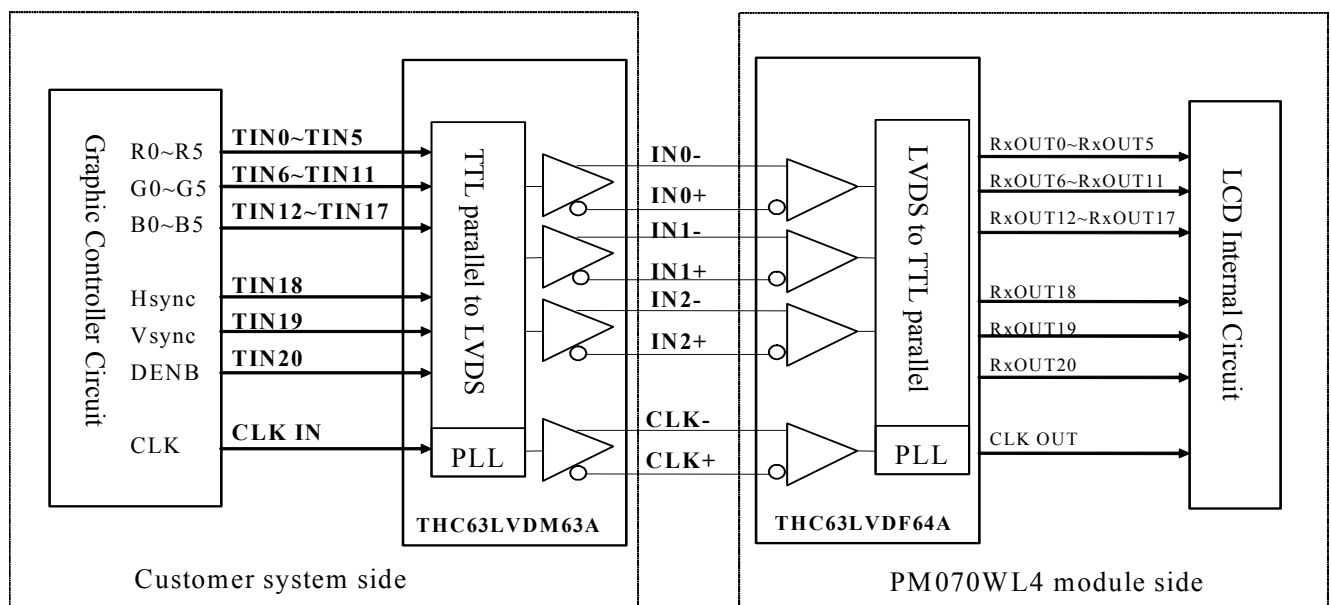 Graphic Controller Circuit
R0~R5
G0~G5
B0~B5
Hsync
Vsync
DENB
CLK
TIN0~TIN5
TIN6~TIN11
TIN12~TIN17
TIN18
TIN19
TIN20
CLK IN
TTL parallel to LVDS
PLL
THC63LVDM63A
Customer system side
IN0-
IN0+
IN1-
IN1+
IN2-
IN2+
CLK-
CLK+
LVDS to TTL parallel
PLL
THC63LVDF64A
RxOUT0~RxOUT5
RxOUT6~RxOUT11
RxOUT12~RxOUT17
RxOUT18
RxOUT19
RxOUT20
CLK OUT
LCD Internal Circuit
PM070WL4 module side